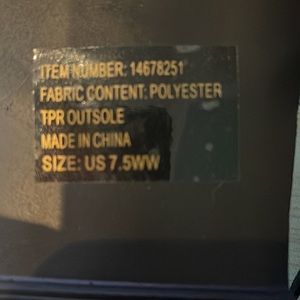 ITEM NUMBER: 14678251
FABRIC CONTENT: POLYESTER
TPR OUTSOLE
MADE IN CHINA
SIZE: US 7.5WW